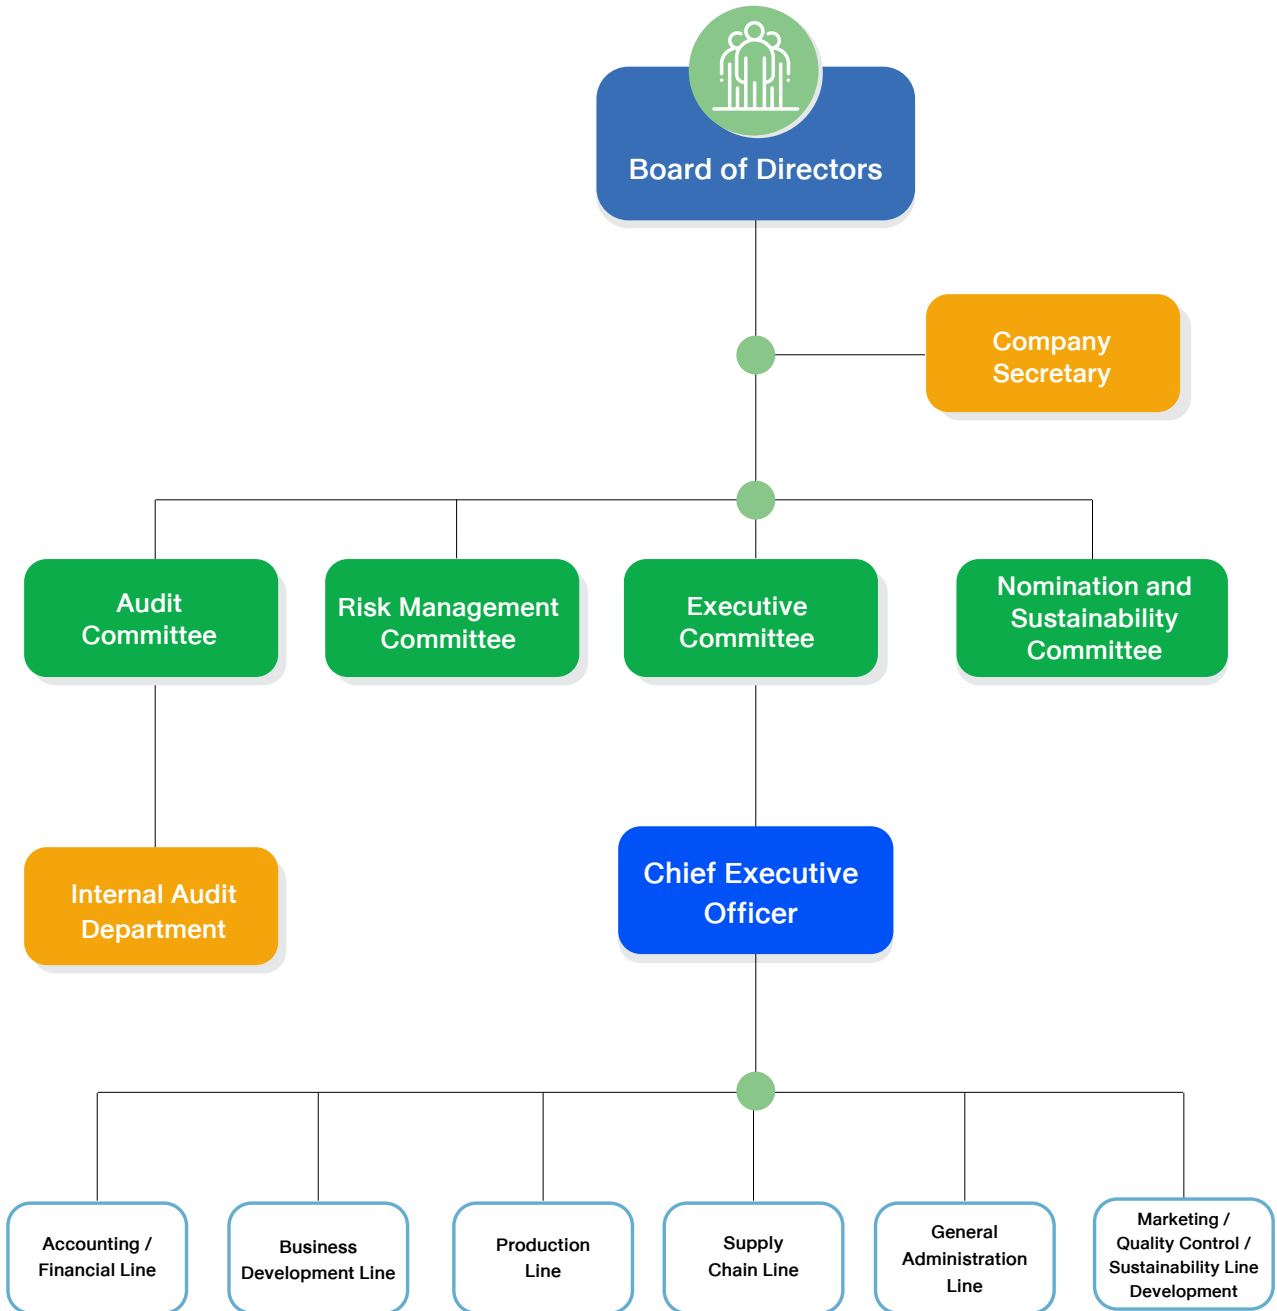 Board of Directors
Company
Secretary
Audit
Committee
Risk Management
Committee
Executive
Committee
Nomination and
Sustainability
Committee
Internal Audit
Department
Chief Executive
Officer
Accounting /
Financial Line
Business
Development Line
Production
Line
Supply
Chain Line
General
Administration
Line
Marketing /
Quality Control /
Sustainability Line
Development